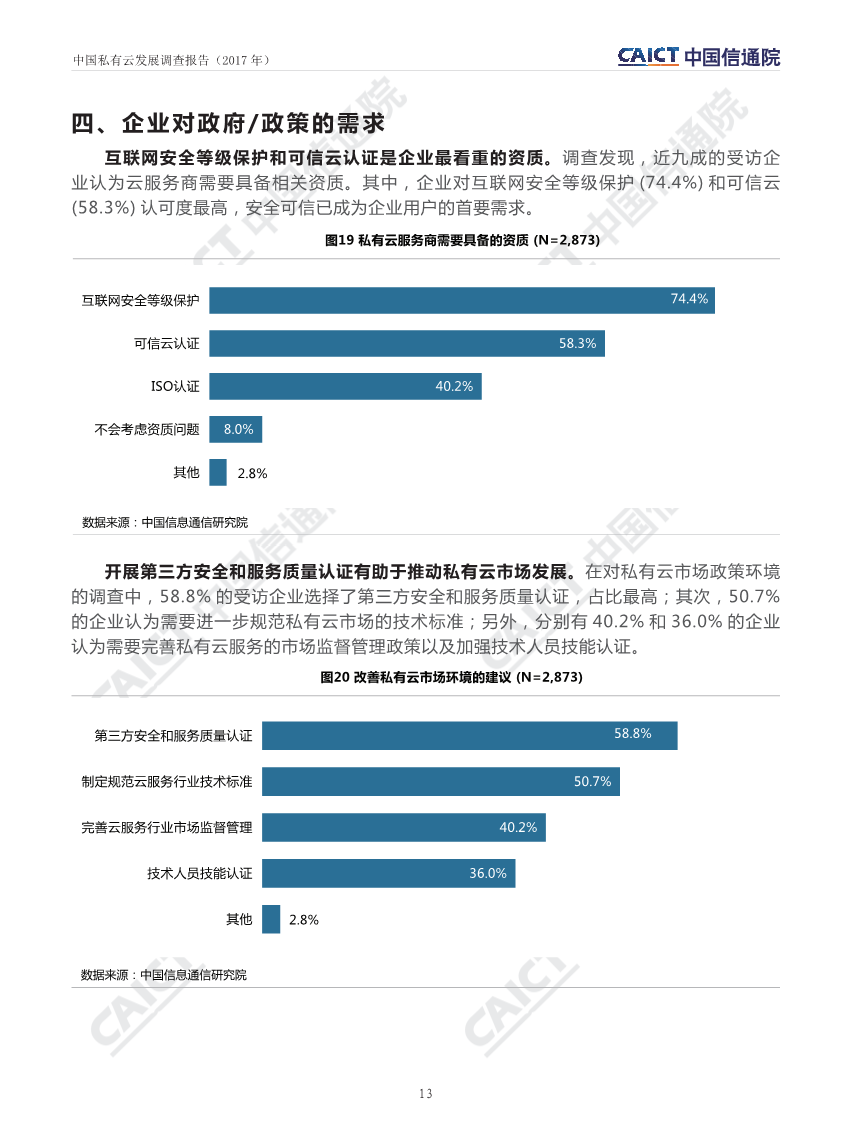 中国私有云发展调查报告（2017 年）
CAICT 中国信通院
四、企业对政府/政策的需求
互联网安全等级保护和可信云认证是企业最看重的资质。调查发现，近九成的受访企
业认为云服务商需要具备相关资质。其中，企业对互联网安全等级保护 (74.4%) 和可信云
(58.3%) 认可度最高，安全可信已成为企业用户的首要需求。
图19 私有云服务商需要具备的资质 (N=2,873)
互联网安全等级保护 74.4%
可信云认证 58.3%
ISO认证 40.2%
不会考虑资质问题 8.0%
其他 2.8%
数据来源：中国信息通信研究院
开展第三方安全和服务质量认证有助于推动私有云市场发展。在对私有云市场政策环境
的调查中，58.8% 的受访企业选择了第三方安全和服务质量认证，占比最高；其次，50.7%
的企业认为需要进一步规范私有云市场的技术标准；另外，分别有 40.2% 和 36.0% 的企业
认为需要完善私有云服务的市场监督管理政策以及加强技术人员技能认证。
图20 改善私有云市场环境的建议 (N=2,873)
第三方安全和服务质量认证 58.8%
制定规范云服务行业技术标准 50.7%
完善云服务行业市场监督管理 40.2%
技术人员技能认证 36.0%
其他 2.8%
数据来源：中国信息通信研究院
13